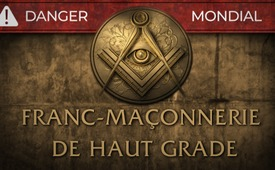 DANGER MONDIAL
FRANC-MAÇONNERIE
DE HAUT GRADE